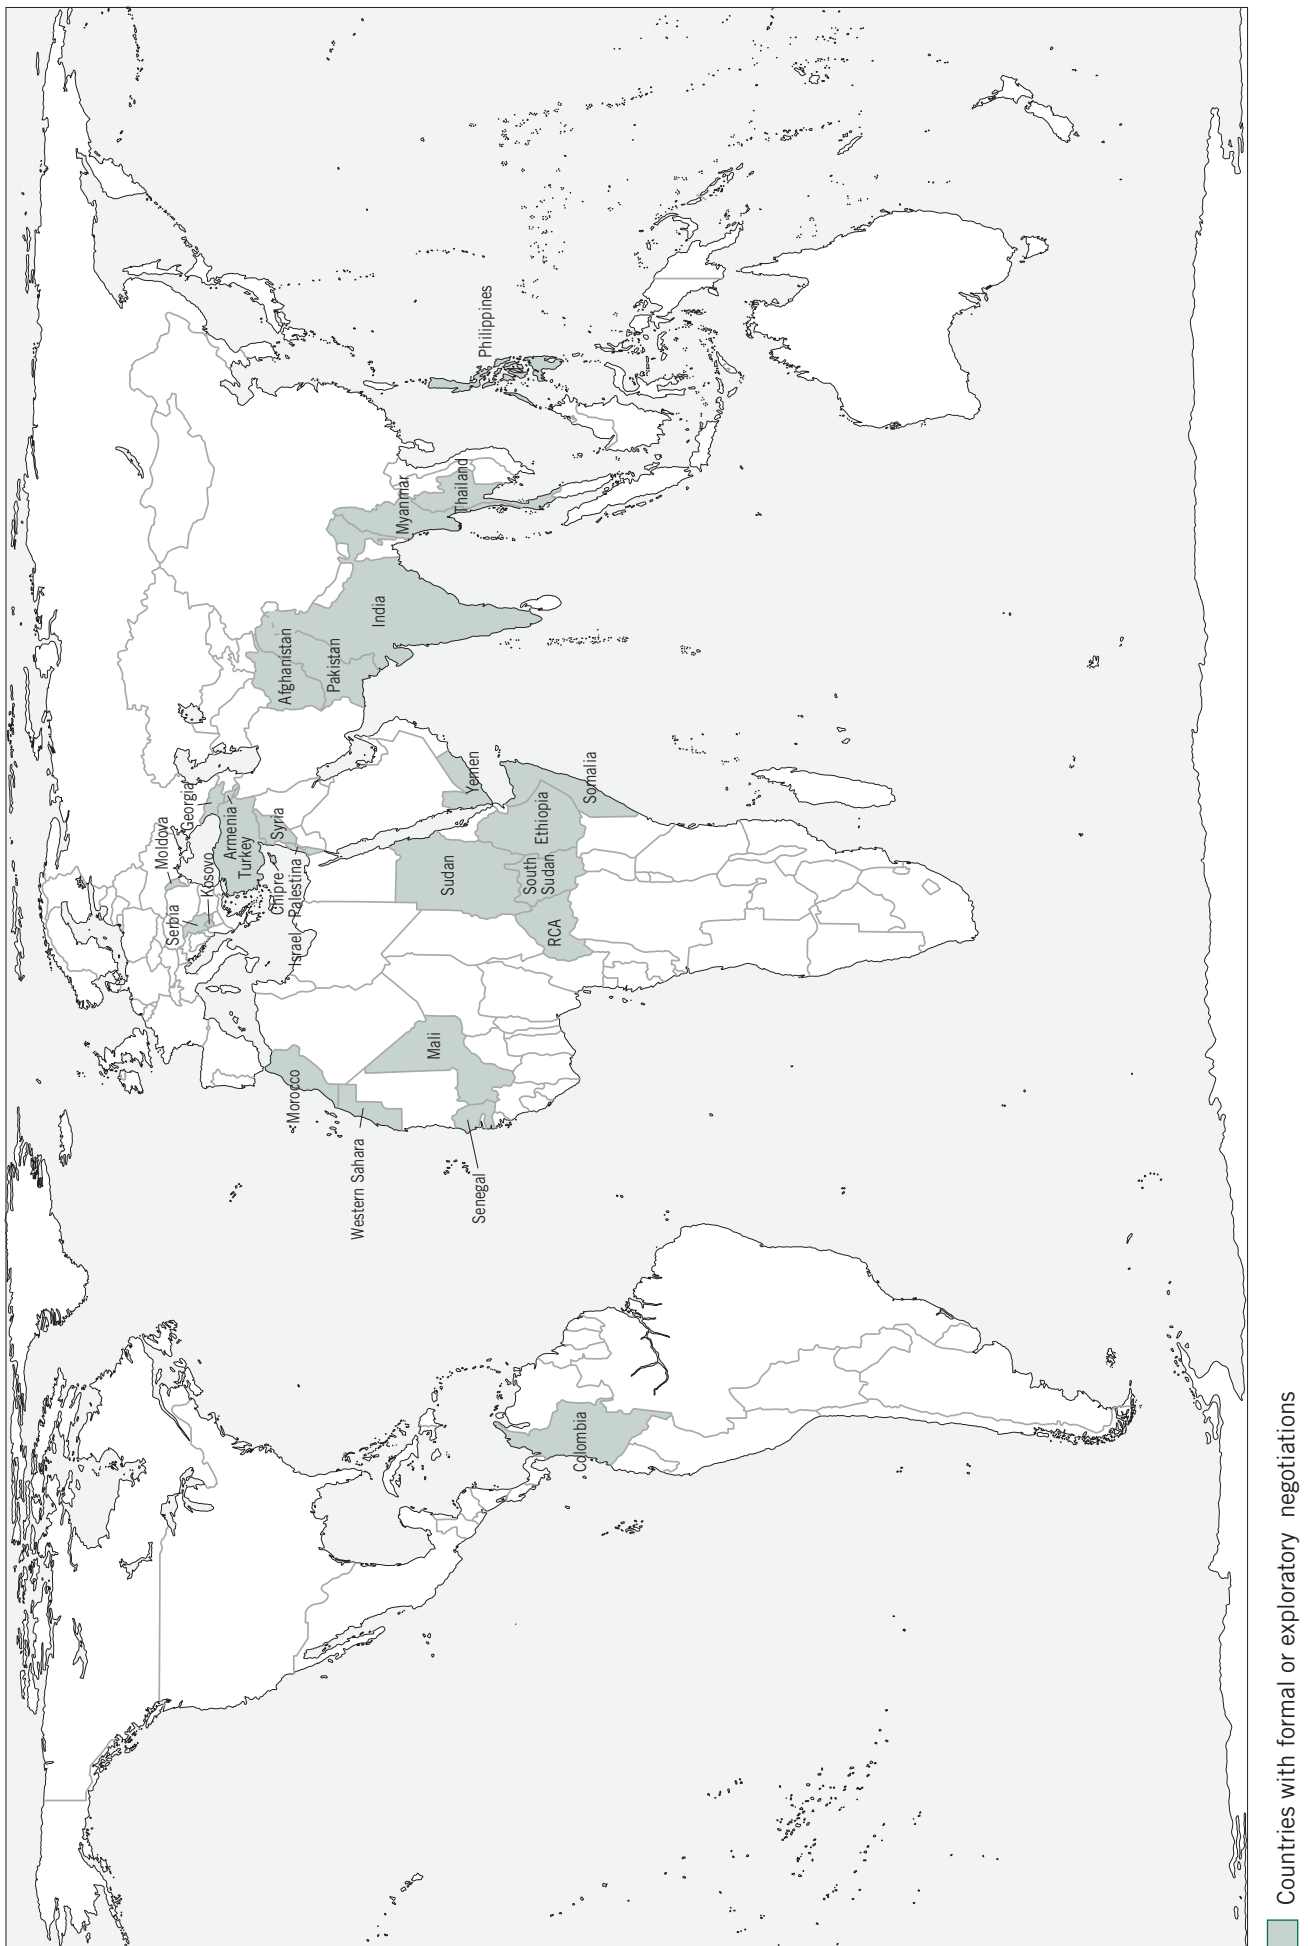 Moldova
Georgia
Serbia
Kosovo
Armenia
Turkey
Syria
Chipre
Israel - Palestina
Afghanistan
Pakistan
India
Myanmar
Thailand
Philippines
Morocco
Western Sahara
Mali
Senegal
Sudan
Yemen
South
Sudan
Ethiopia
Somalia
RCA
Colombia
Countries with formal or exploratory negotiations